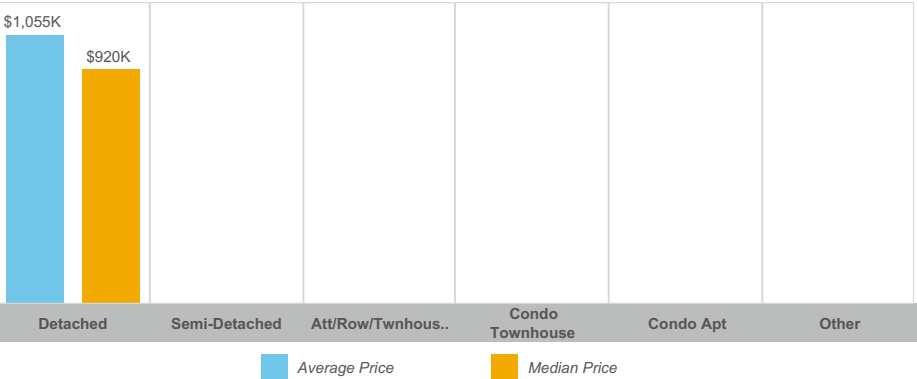 $1,055K
$920K
Detached
Semi-Detached
Att/Row/Twnhous..
Condo
Townhouse
Condo Apt
Other
Average Price
Median Price